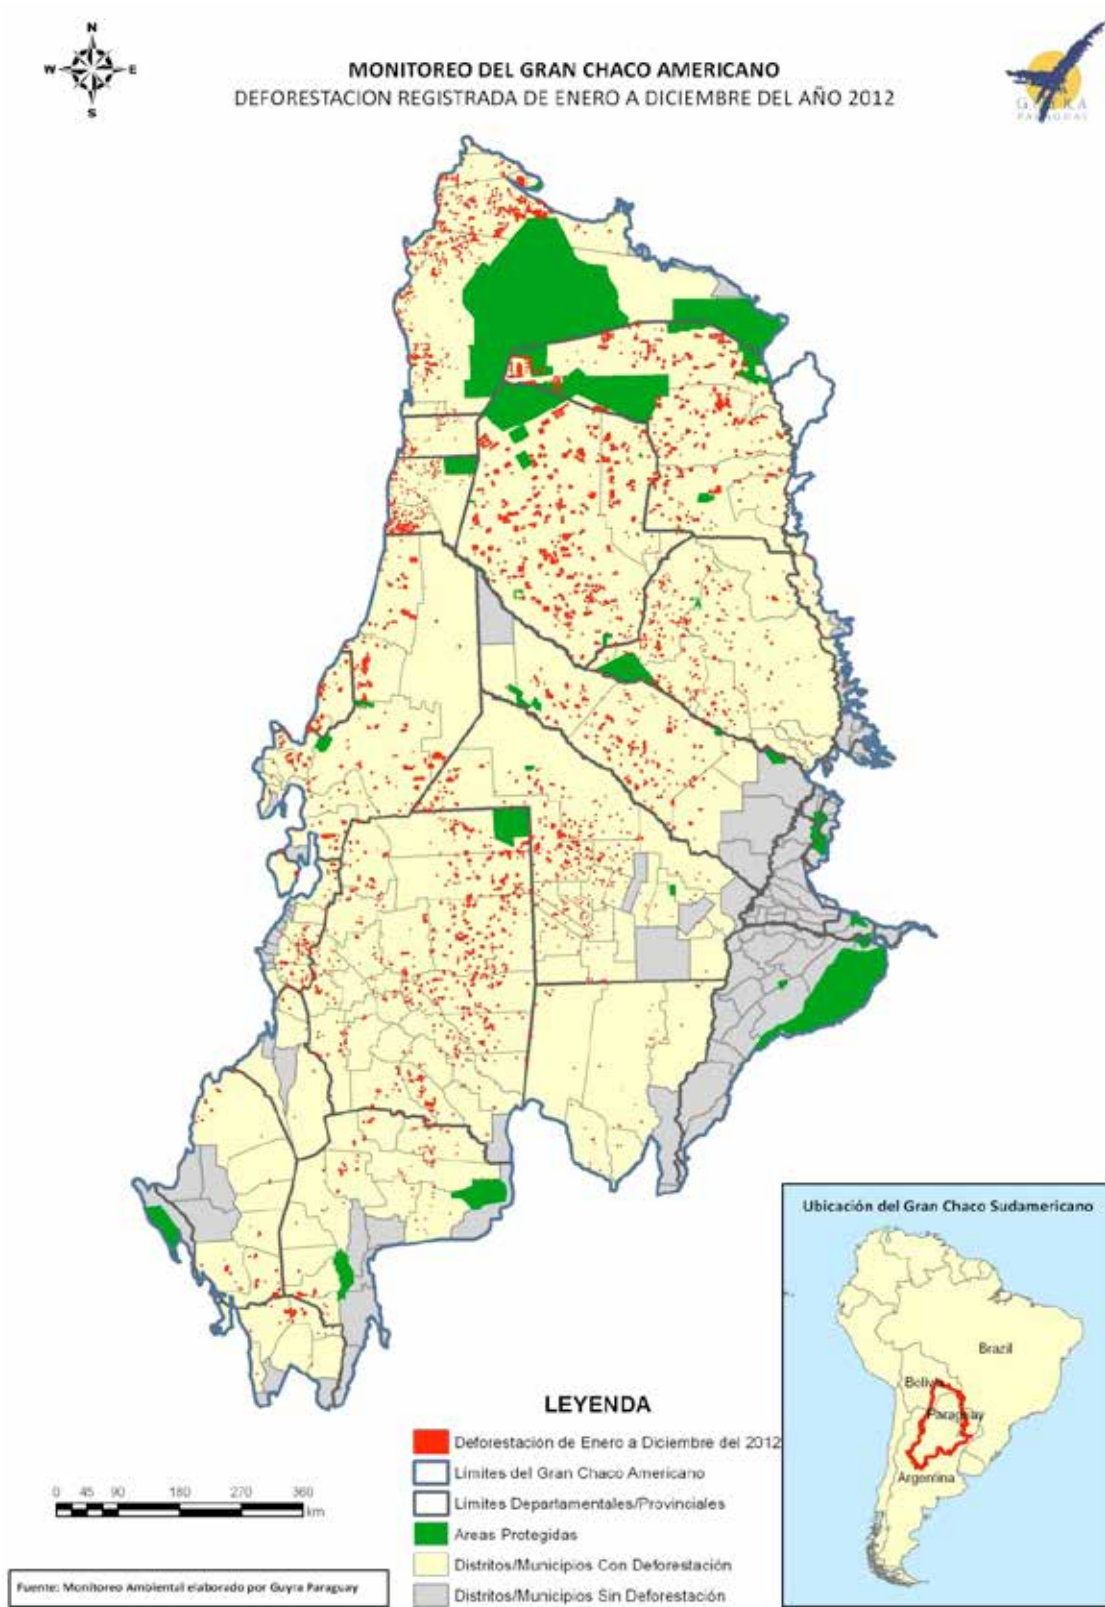 N
W E
S
MONITOREO DEL GRAN CHACO AMERICANO
DEFORESTACION REGISTRADA DE ENERO A DICIEMBRE DEL AÑO 2012
GUYRA
PARAGUAY
Ubicación del Gran Chaco Sudamericano
Brazil
Bolivia
Paraguay
Argentina
LEYENDA
Deforestación de Enero a Diciembre del 2012
Límites del Gran Chaco Americano
Límites Departamentales/Provinciales
Areas Protegidas
Distritos/Municipios Con Deforestación
Distritos/Municipios Sin Deforestación
0 45 90 180 270 360
km
Fuente: Monitoreo Ambiental elaborado por Guyra Paraguay